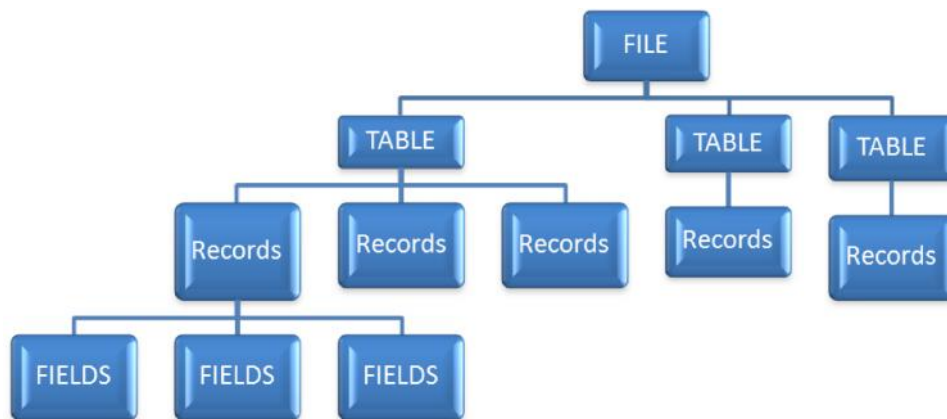 FILE
TABLE
TABLE
TABLE
Records
Records
Records
Records
Records
FIELDS
FIELDS
FIELDS